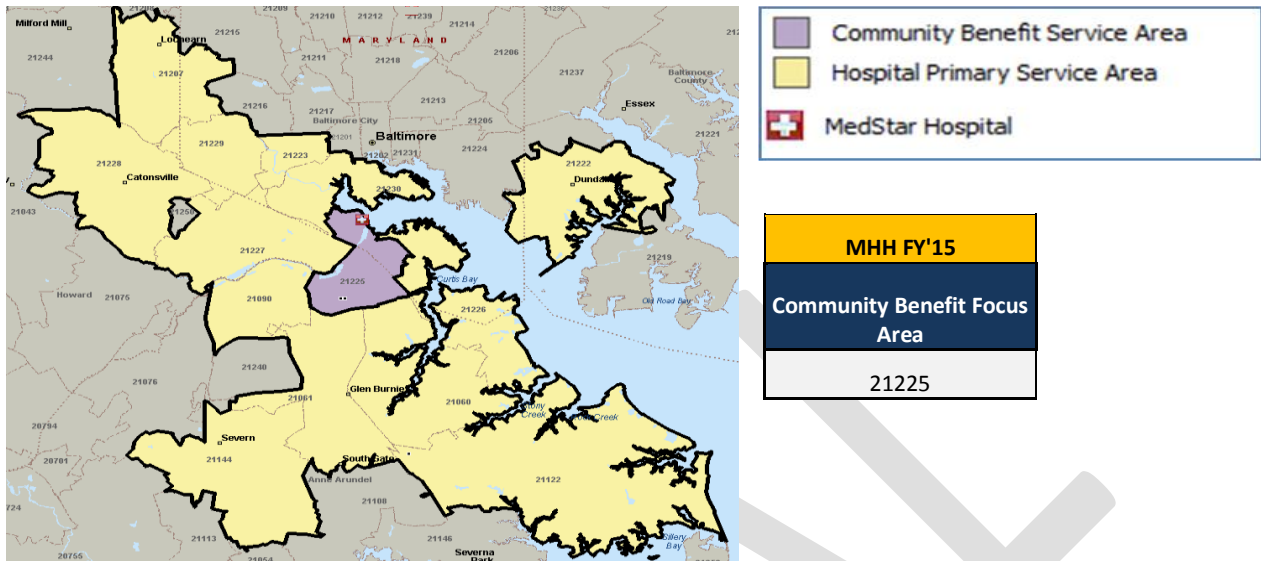 Milford Mill
Lochearn
21209
21210
21212
21239
21214
21215
MARYLAND
21206
21244
21207
21211
21218
21237
Baltimore
County
21216
21217
21213
Essex
Baltimore City
21205
21221
21201
Baltimore
21229
21202
21231
21224
21228
21223
21222
Catonsville
21230
Dundalk
21043
21250
21227
21219
Curtis Bay
21225
Howard
21075
21090
Old Road Bay
21226
21240
21076
Glen Burnie
21061
21060
Stony
Creek
Creek
20794
Severn
21144
South Gate
20701
Anne Arundel
21122
21108
21113
21146
Severna
Park
20755
21054
Community Benefit Service Area
Hospital Primary Service Area
MedStar Hospital
MHH FY'15
Community Benefit Focus
Area
21225